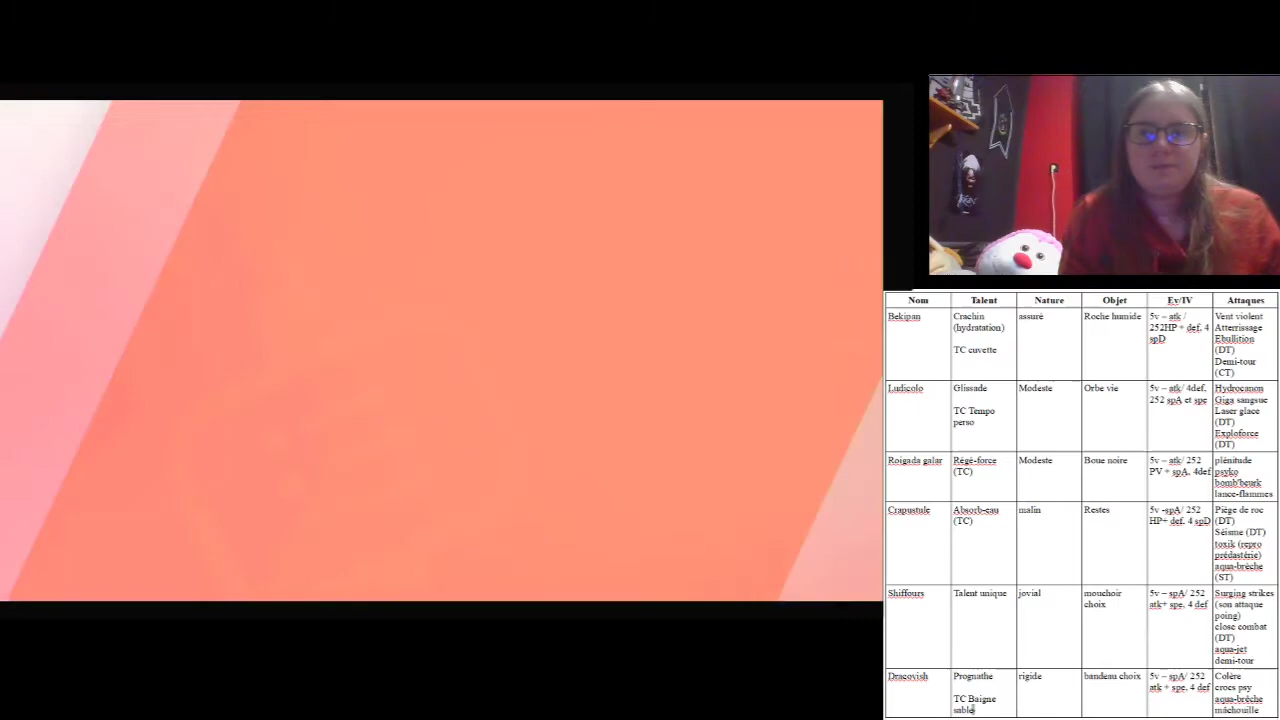 Nom Talent Nature Objet Ev/IV Attaques
Bekipan Crachin assuré Roche humide 5v – atk / Vent violent
(hydratation) 252HP + def, 4 Atterrissage
spD Ebullition
TC cuvette (DT)
Demi-tour
(CT)
Ludicolo Glissade Modeste Orbe vie 5v – atk/ 4def, Hydrocanon
252 spA et spe Giga sangsue
TC Tempo Laser glace
perso (DT)
Exploforce
(DT)
Roigada galar Régé-force Modeste Boue noire 5v – atk/ 252 plénitude
(TC) PV + spA, 4def psyko
bomb'beurk
lance-flammes
Crapustule Absorb-eau malin Restes 5v -spA/ 252 Piège de roc
(TC) HP+ def, 4 spD (DT)
Séisme (DT)
toxik (repro
prédastérie)
aqua-brèche
(ST)
Shiffours Talent unique jovial mouchoir 5v – spA/ 252 Surging strikes
choix atk+ spe, 4 def (son attaque
poing)
close combat
(DT)
aqua-jet
demi-tour
Dracovish Prognathe rigide bandeau choix 5v – spA/ 252 Colère
atk + spe, 4 def crocs psy
TC Baigne aqua-brèche
sable mâchouille